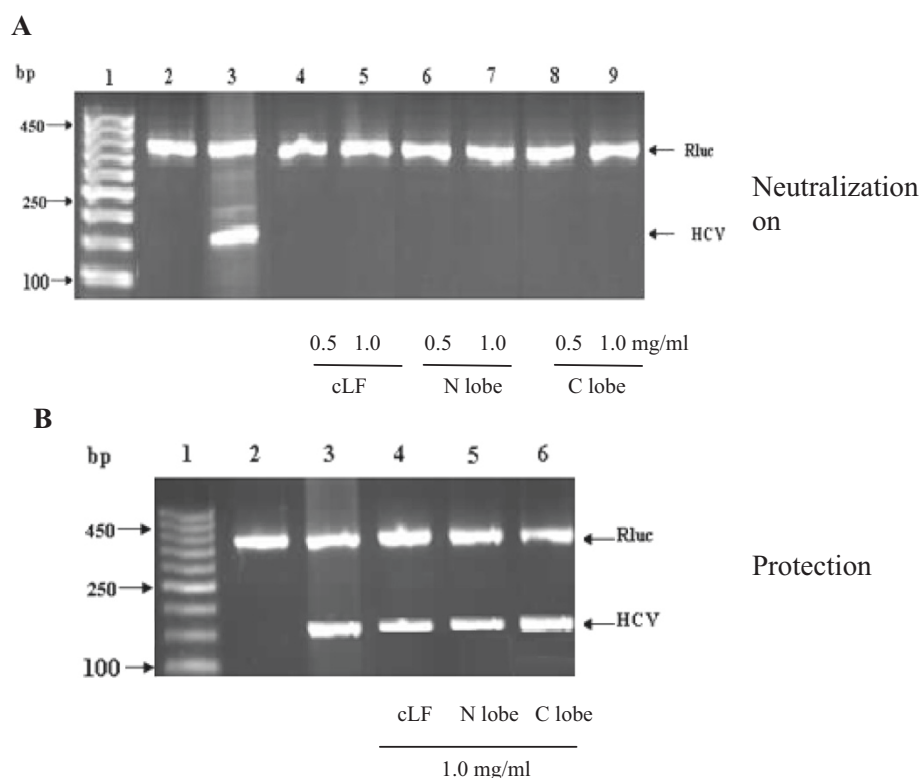 A
bp 1 2 3 4 5 6 7 8 9
450
Rluc
250
HCV
100
Neutralization
on
0.5 1.0 0.5 1.0 0.5 1.0 mg/ml
cLF N lobe C lobe
B
bp 1 2 3 4 5 6
450
Rluc
250
HCV
100
Protection
cLF N lobe C lobe
1.0 mg/ml